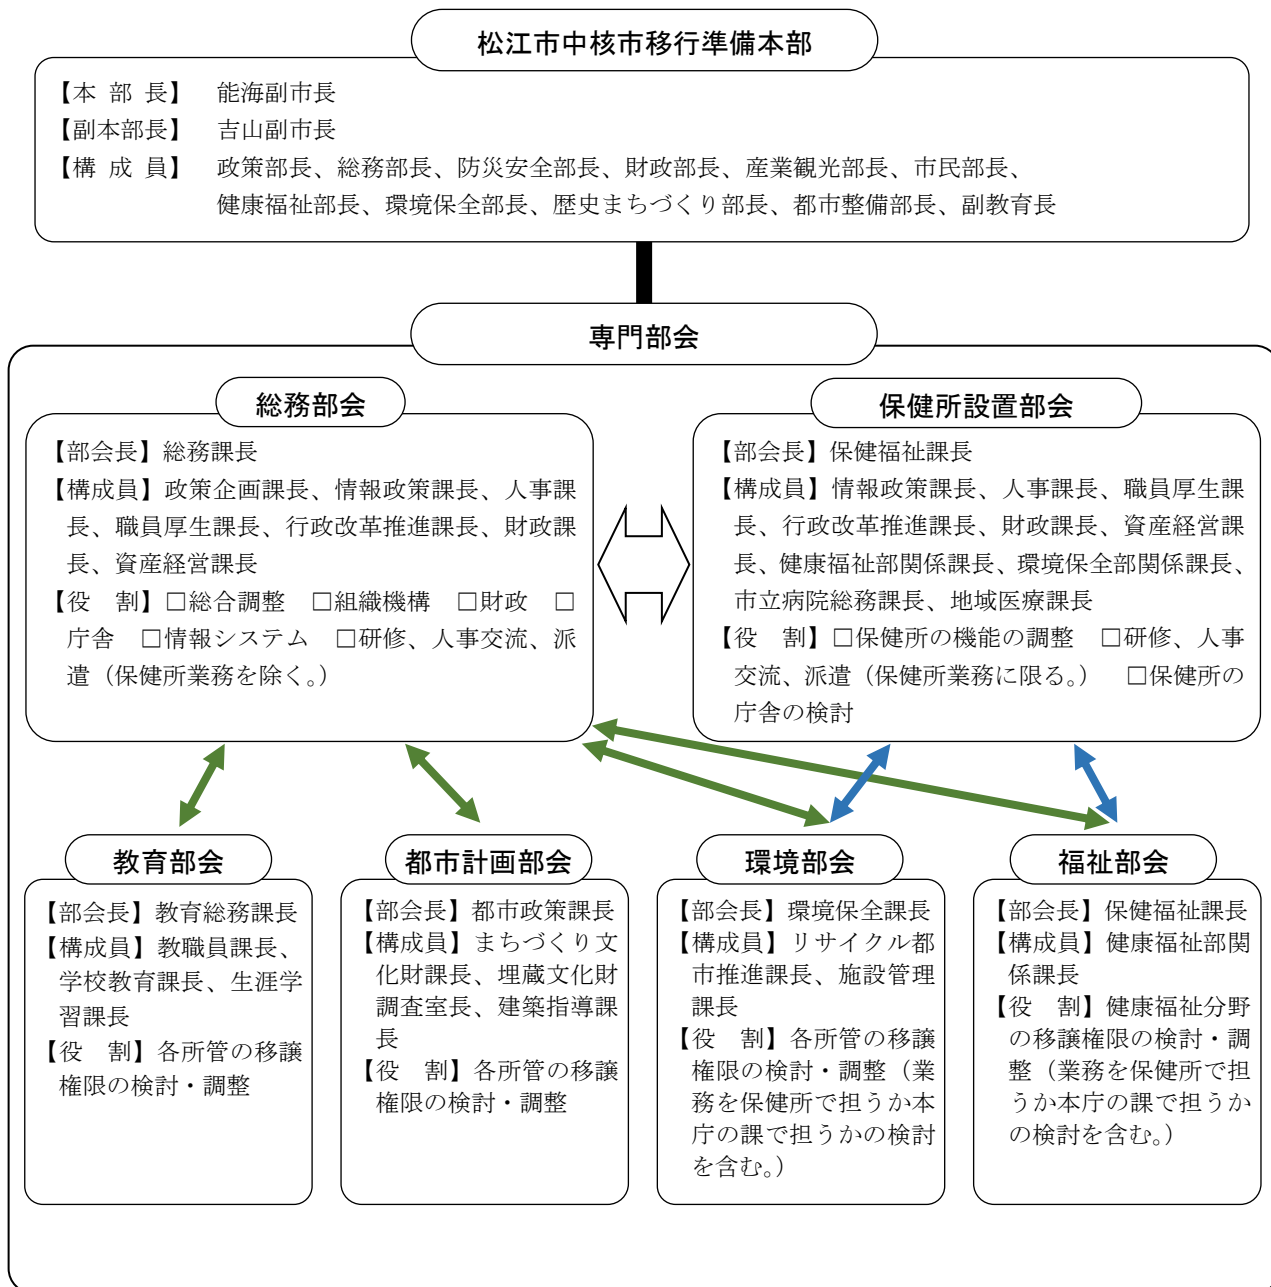 松江市中核市移行準備本部
【本 部 長】 能海副市長
【副本部長】 吉山副市長
【構 成 員】 政策部長、総務部長、防災安全部長、財政部長、産業観光部長、市民部長、
健康福祉部長、環境保全部長、歴史まちづくり部長、都市整備部長、副教育長
専門部会
総務部会
【部会長】総務課長
【構成員】政策企画課長、情報政策課長、人事課
長、職員厚生課長、行政改革推進課長、財政課
長、資産経営課長
【役　割】□総合調整　□組織機構　□財政　□
庁舎　□情報システム　□研修、人事交流、派
遣（保健所業務を除く。）
保健所設置部会
【部会長】保健福祉課長
【構成員】情報政策課長、人事課長、職員厚生課
長、行政改革推進課長、財政課長、資産経営課
長、健康福祉部関係課長、環境保全部関係課長、
市立病院総務課長、地域医療課長
【役　割】□保健所の機能の調整　□研修、人事
交流、派遣（保健所業務に限る。）　□保健所の
庁舎の検討
教育部会
【部会長】教育総務課長
【構成員】教職員課長、
学校教育課長、生涯学
習課長
【役　割】各所管の移譲
権限の検討・調整
都市計画部会
【部会長】都市政策課長
【構成員】まちづくり文
化財課長、埋蔵文化財
調査室長、建築指導課
長
【役　割】各所管の移譲
権限の検討・調整
環境部会
【部会長】環境保全課長
【構成員】リサイクル都
市推進課長、施設管理
課長
【役　割】各所管の移譲
権限の検討・調整（業
務を保健所で担うか本
庁の課で担うかの検討
を含む。）
福祉部会
【部会長】保健福祉課長
【構成員】健康福祉部関
係課長
【役　割】健康福祉分野
の移譲権限の検討・調
整（業務を保健所で担
うか本庁の課で担うか
の検討を含む。）